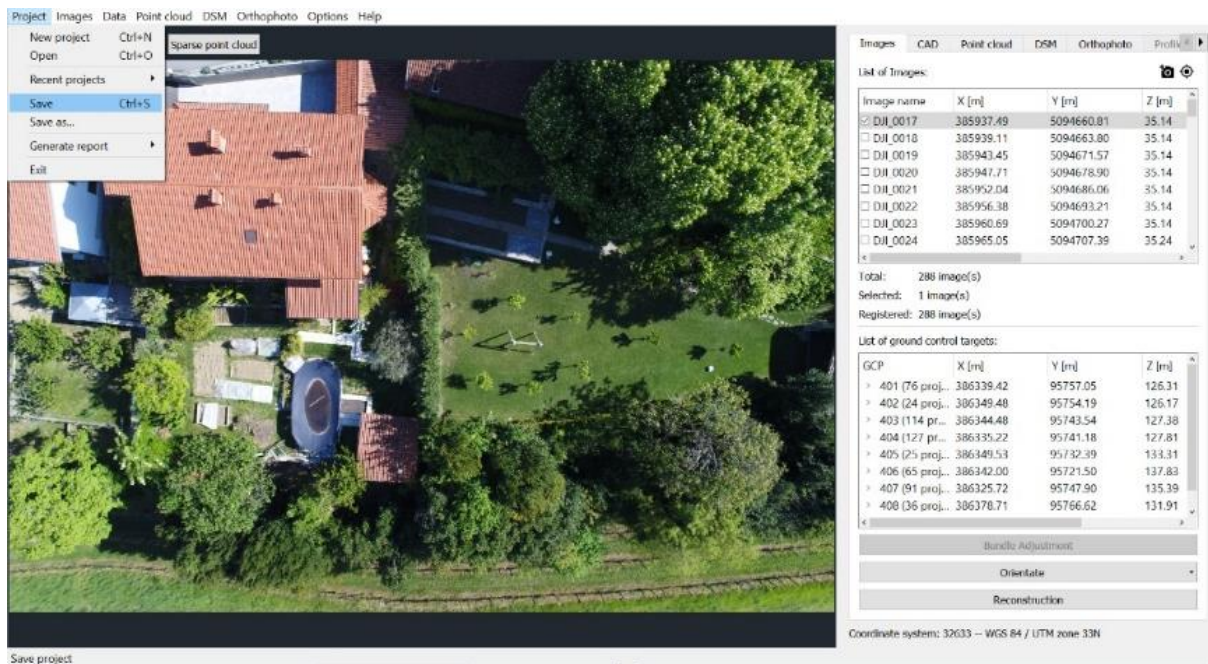 Project Images Data Point cloud DSM Orthophoto Options Help
New project Ctrl+N
Open Ctrl+O
Recent projects
Save Ctrl+S
Save as...
Generate report
Exit
Sparse point cloud
Images CAD Point cloud DSM Orthophoto
List of Images:
Image name X [m] Y [m] Z [m]
DJI_0017 385937.49 5094660.81 35.14
DJI_0018 385939.11 5094663.80 35.14
DJI_0019 385943.45 5094671.57 35.14
DJI_0020 385947.71 5094678.90 35.14
DJI_0021 385952.04 5094686.06 35.14
DJI_0022 385956.38 5094693.21 35.14
DJI_0023 385960.69 5094700.27 35.14
DJI_0024 385965.05 5094707.39 35.24
Total: 288 image(s)
Selected: 1 image(s)
Registered: 288 image(s)
List of ground control targets:
GCP X [m] Y [m] Z [m]
401 (76 proj... 386339.42 95757.05 126.31
402 (24 proj... 386349.48 95754.19 126.17
403 (114 pr... 386344.48 95743.54 127.38
404 (127 pr... 386335.22 95741.18 127.81
405 (25 proj... 386349.53 95732.39 133.31
406 (65 proj... 386342.00 95721.50 137.83
407 (91 proj... 386325.72 95747.90 135.39
408 (36 proj... 386378.71 95766.62 131.91
Bundle Adjustment
Orientate
Reconstruction
Coordinate system: 32633 -- WGS 84 / UTM zone 33N
Save project